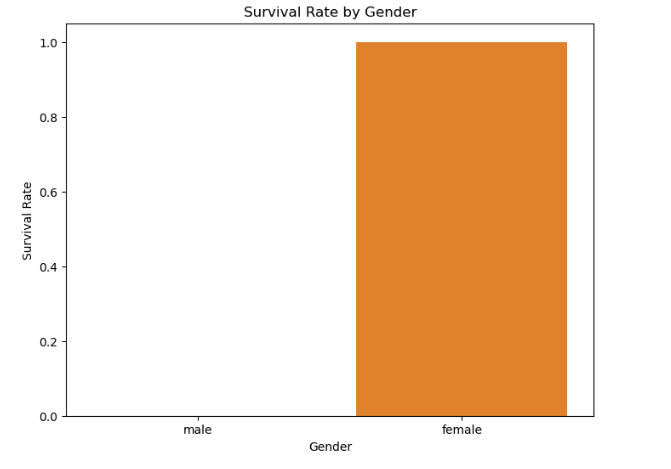 Survival Rate by Gender
1.0
0.8
0.6
0.4
0.2
0.0
Survival Rate
male
female
Gender